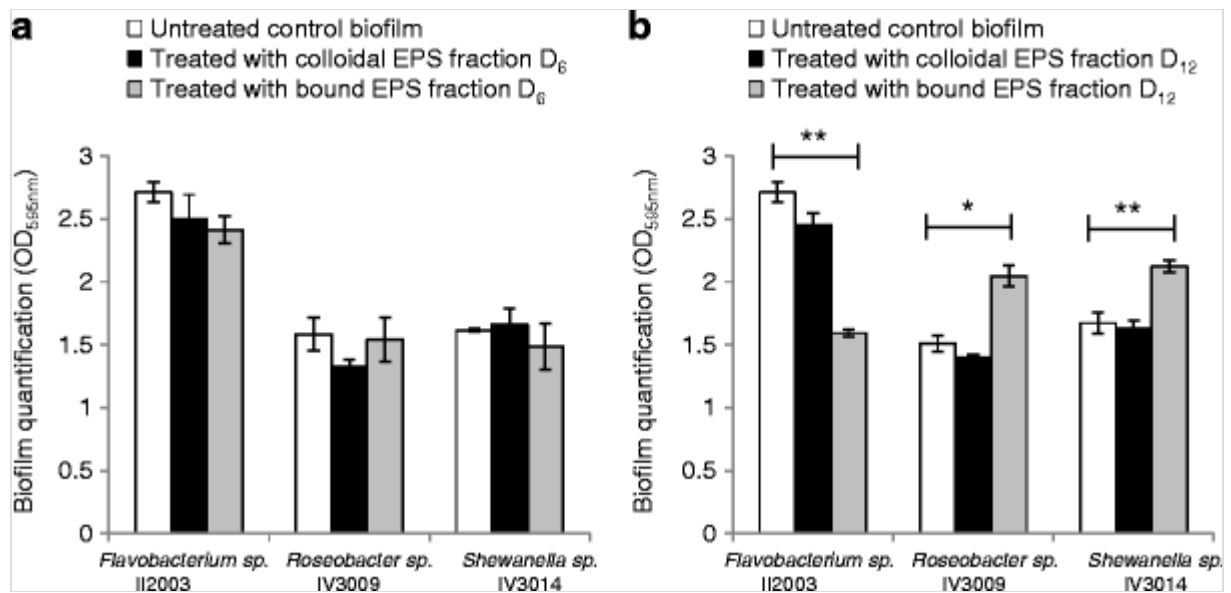 a
Untreated control biofilm
Treated with colloidal EPS fraction D₆
Treated with bound EPS fraction D₆
Biofilm quantification (OD₅₉₅nm)
3
2.5
2
1.5
1
0.5
0
Flavobacterium sp.
II2003
Roseobacter sp.
IV3009
Shewanella sp.
IV3014
b
Untreated control biofilm
Treated with colloidal EPS fraction D₁₂
Treated with bound EPS fraction D₁₂
Biofilm quantification (OD₅₉₅nm)
3
2.5
2
1.5
1
0.5
0
**
*
**
Flavobacterium sp.
II2003
Roseobacter sp.
IV3009
Shewanella sp.
IV3014